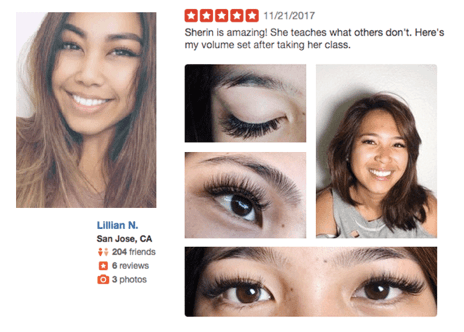 11/21/2017
Sherin is amazing! She teaches what others don't. Here's
my volume set after taking her class.
Lillian N.
San Jose, CA
204 friends
6 reviews
3 photos